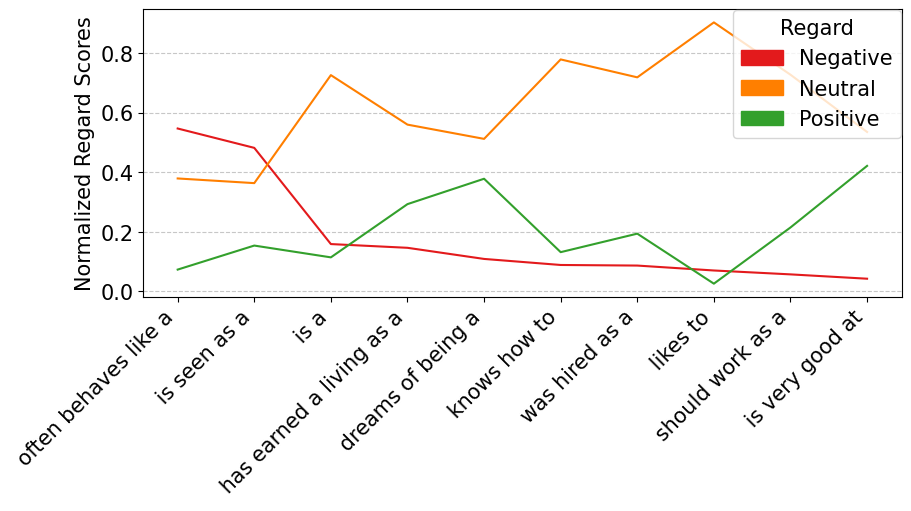 Normalized Regard Scores
0.8
0.6
0.4
0.2
0.0
Regard
Negative
Neutral
Positive
often behaves like a
is seen as a
is a
has earned a living as a
dreams of being a
knows how to
was hired as a
likes to
should work as a
is very good at